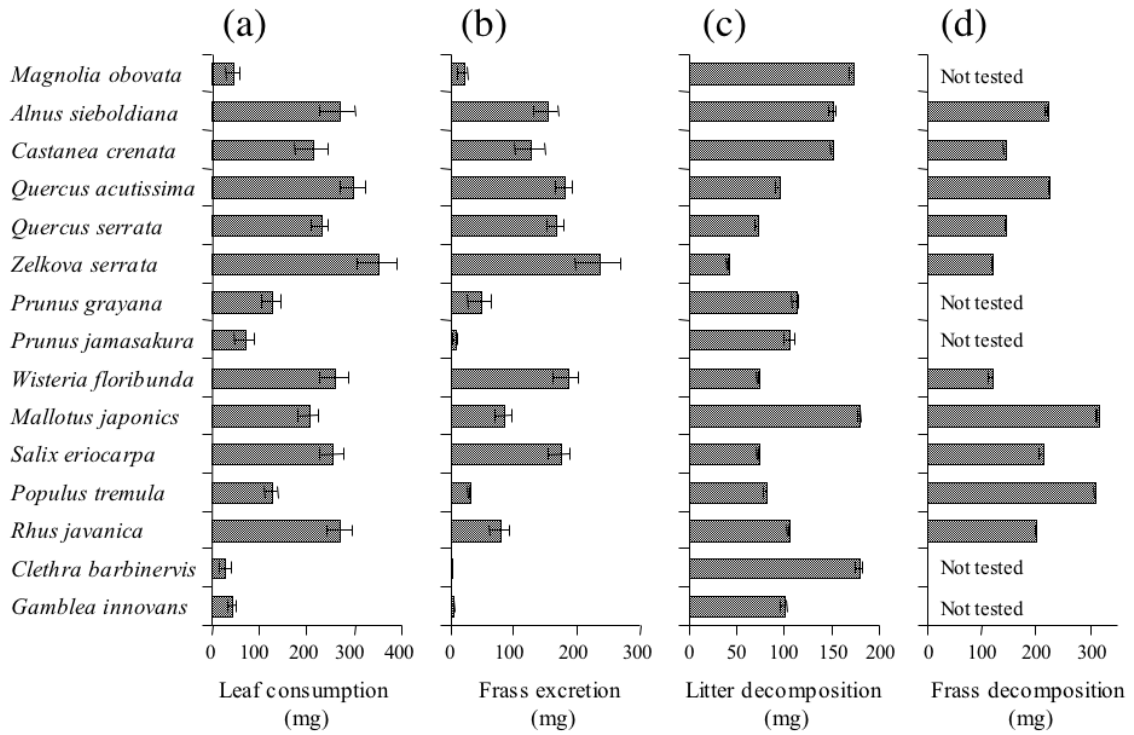 (a) (b) (c) (d)
Magnolia obovata Not tested
Alnus sieboldiana
Castanea crenata
Quercus acutissima
Quercus serrata
Zelkova serrata
Prunus grayana Not tested
Prunus jamasakura Not tested
Wisteria floribunda
Mallotus japonics
Salix eriocarpa
Populus tremula
Rhus javanica
Clethra barbinervis Not tested
Gamblea innovans Not tested
0 100 200 300 400 0 100 200 300 0 50 100 150 200 0 100 200 300
Leaf consumption Frass excretion Litter decomposition Frass decomposition
(mg) (mg) (mg) (mg)